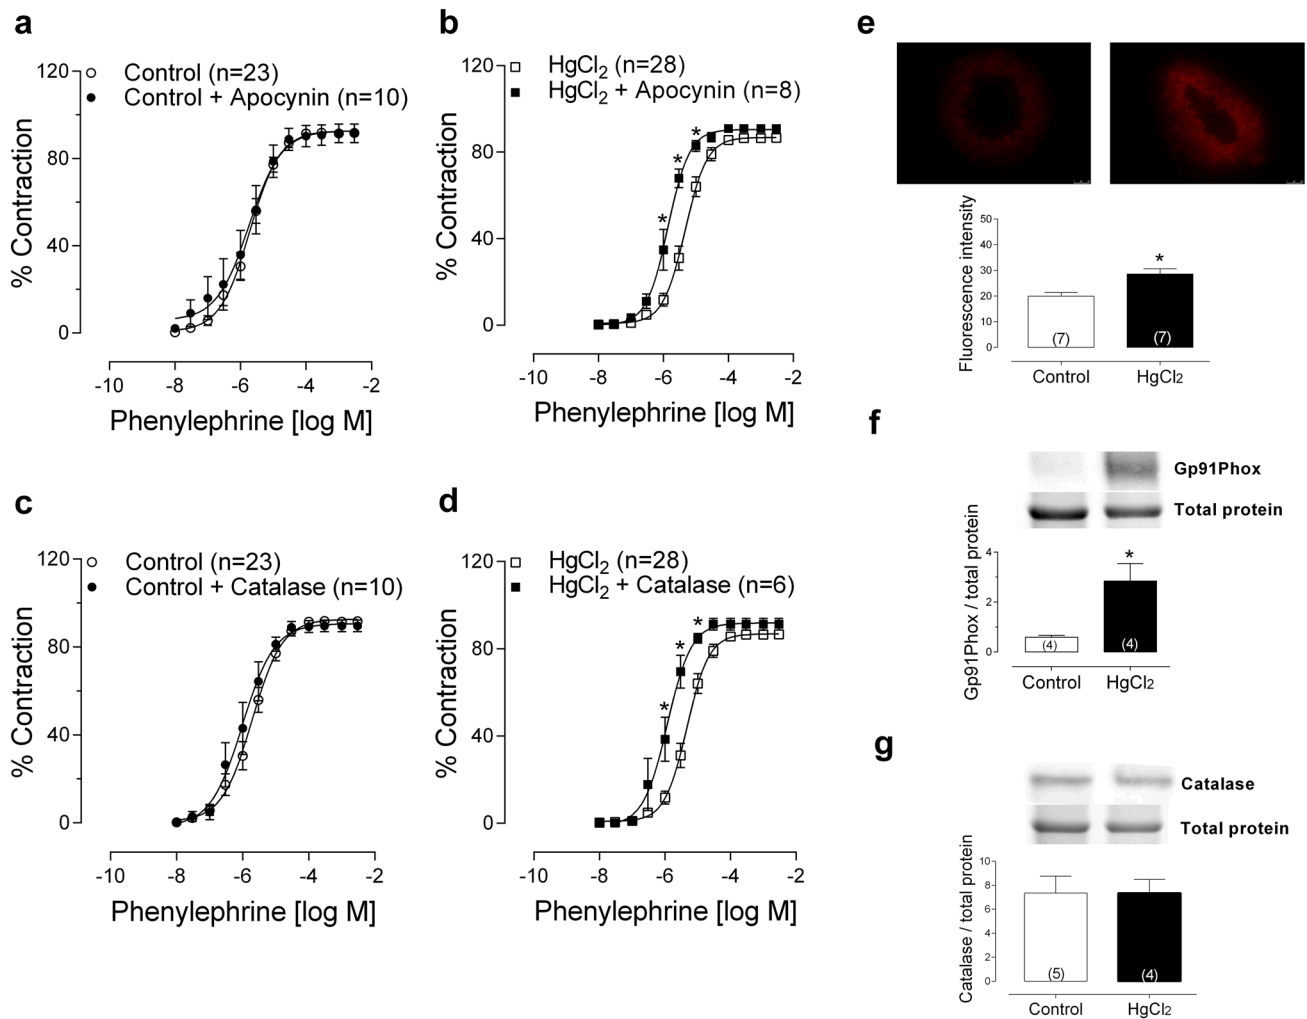 a
120
80
40
0
Control (n=23)
Control + Apocynin (n=10)
% Contraction
-10 -8 -6 -4 -2
Phenylephrine [log M]
b
120
80
40
0
HgCl2 (n=28)
HgCl2 + Apocynin (n=8)
* * *
% Contraction
-10 -8 -6 -4 -2
Phenylephrine [log M]
c
120
80
40
0
Control (n=23)
Control + Catalase (n=10)
% Contraction
-10 -8 -6 -4 -2
Phenylephrine [log M]
d
120
80
40
0
HgCl2 (n=28)
HgCl2 + Catalase (n=6)
* * *
% Contraction
-10 -8 -6 -4 -2
Phenylephrine [log M]
e
Fluorescence intensity
50
40
30
20
10
0
*
(7) (7)
Control HgCl2
f
Gp91Phox
Total protein
Gp91Phox / total protein
4
2
0
*
(4) (4)
Control HgCl2
g
Catalase
Total protein
Catalase / total protein
10
8
6
4
2
0
(5) (4)
Control HgCl2